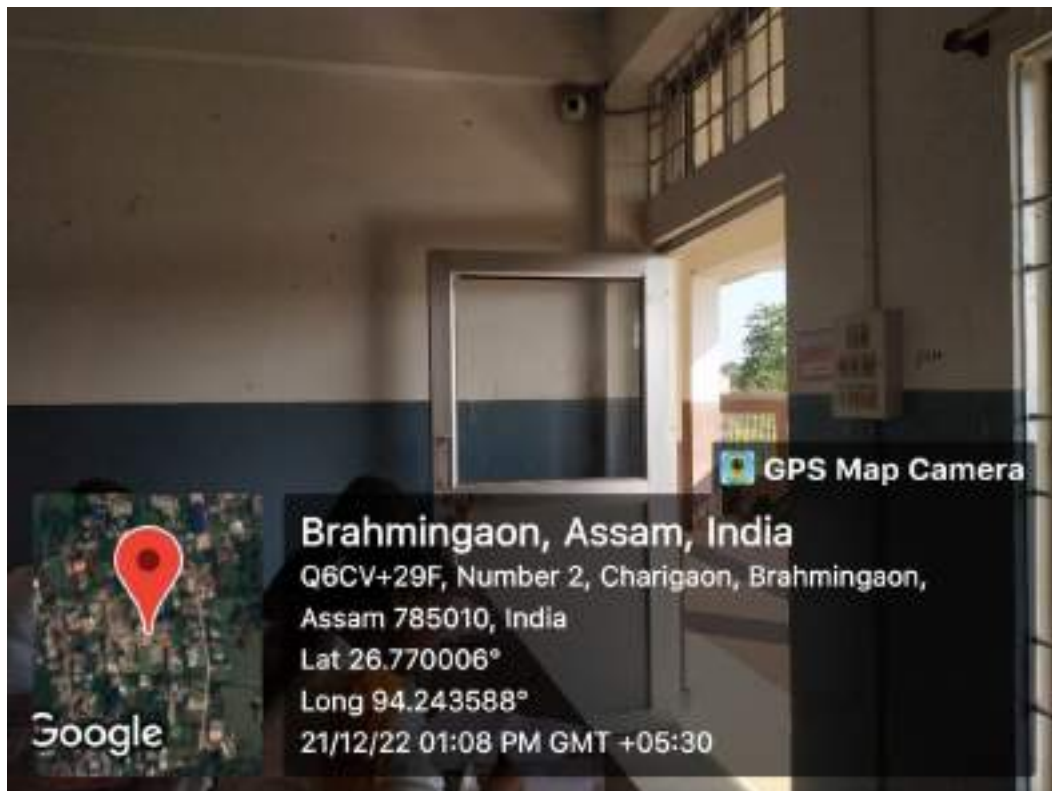 GPS Map Camera
Brahmingaon, Assam, India
Q6CV+29F, Number 2, Charigaon, Brahmingaon,
Assam 785010, India
Lat 26.770006°
Long 94.243588°
21/12/22 01:08 PM GMT +05:30
Google